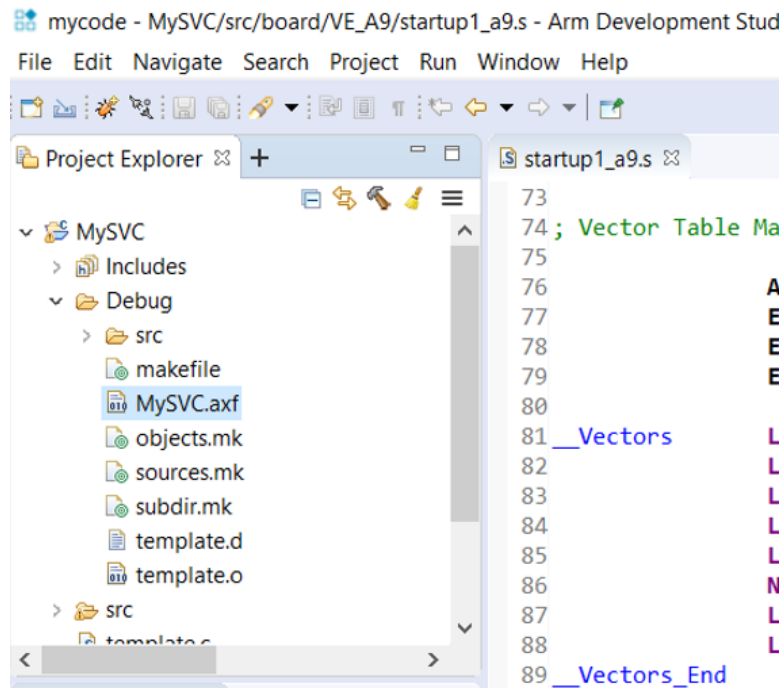 mycode - MySVC/src/board/VE_A9/startup1_a9.s - Arm Development Stud
File Edit Navigate Search Project Run Window Help
Project Explorer
MySVC
Includes
Debug
src
makefile
MySVC.axf
objects.mk
sources.mk
subdir.mk
template.d
template.o
src
template.c
startup1_a9.s
73
74 ; Vector Table Ma
75
76 A
77 E
78 E
79 E
80
81 __Vectors L
82 L
83 L
84 L
85 L
86 N
87 L
88 L
89 __Vectors_End